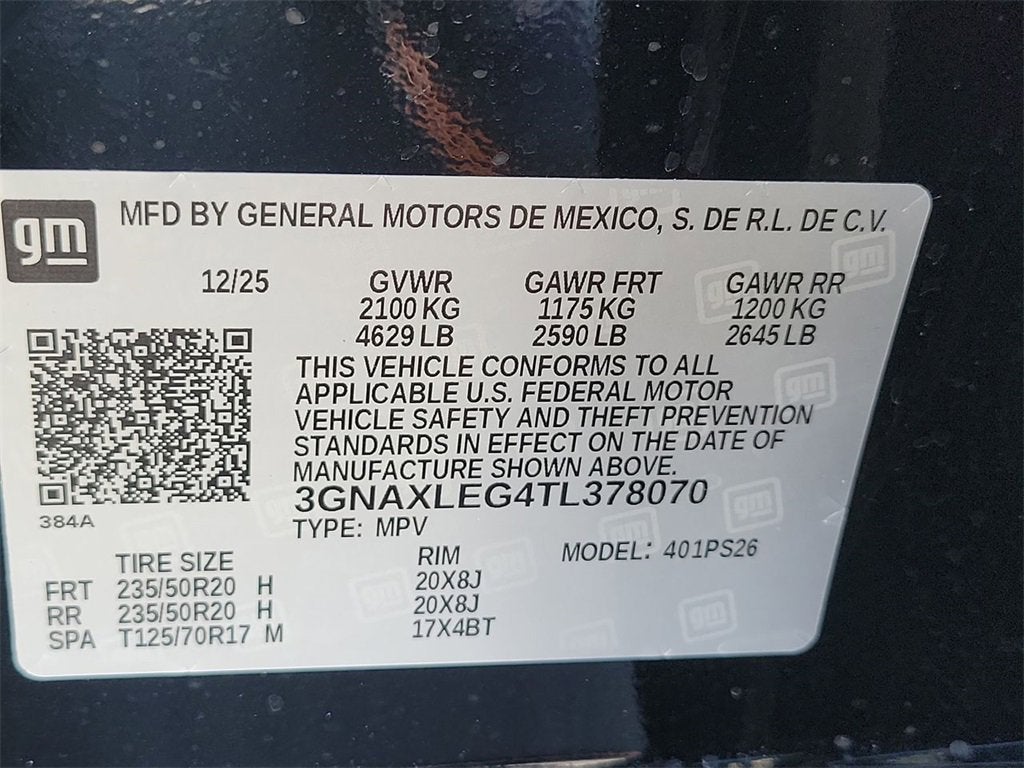 gm
MFD BY GENERAL MOTORS DE MEXICO, S. DE R.L. DE C.V.
12/25 GVWR GAWR FRT GAWR RR
2100 KG 1175 KG 1200 KG
4629 LB 2590 LB 2645 LB
THIS VEHICLE CONFORMS TO ALL
APPLICABLE U.S. FEDERAL MOTOR
VEHICLE SAFETY AND THEFT PREVENTION
STANDARDS IN EFFECT ON THE DATE OF
MANUFACTURE SHOWN ABOVE.
3GNAXLEG4TL378070
384A
TYPE: MPV
TIRE SIZE RIM MODEL: 401PS26
FRT 235/50R20 H 20X8J
RR 235/50R20 H 20X8J
SPA T125/70R17 M 17X4BT